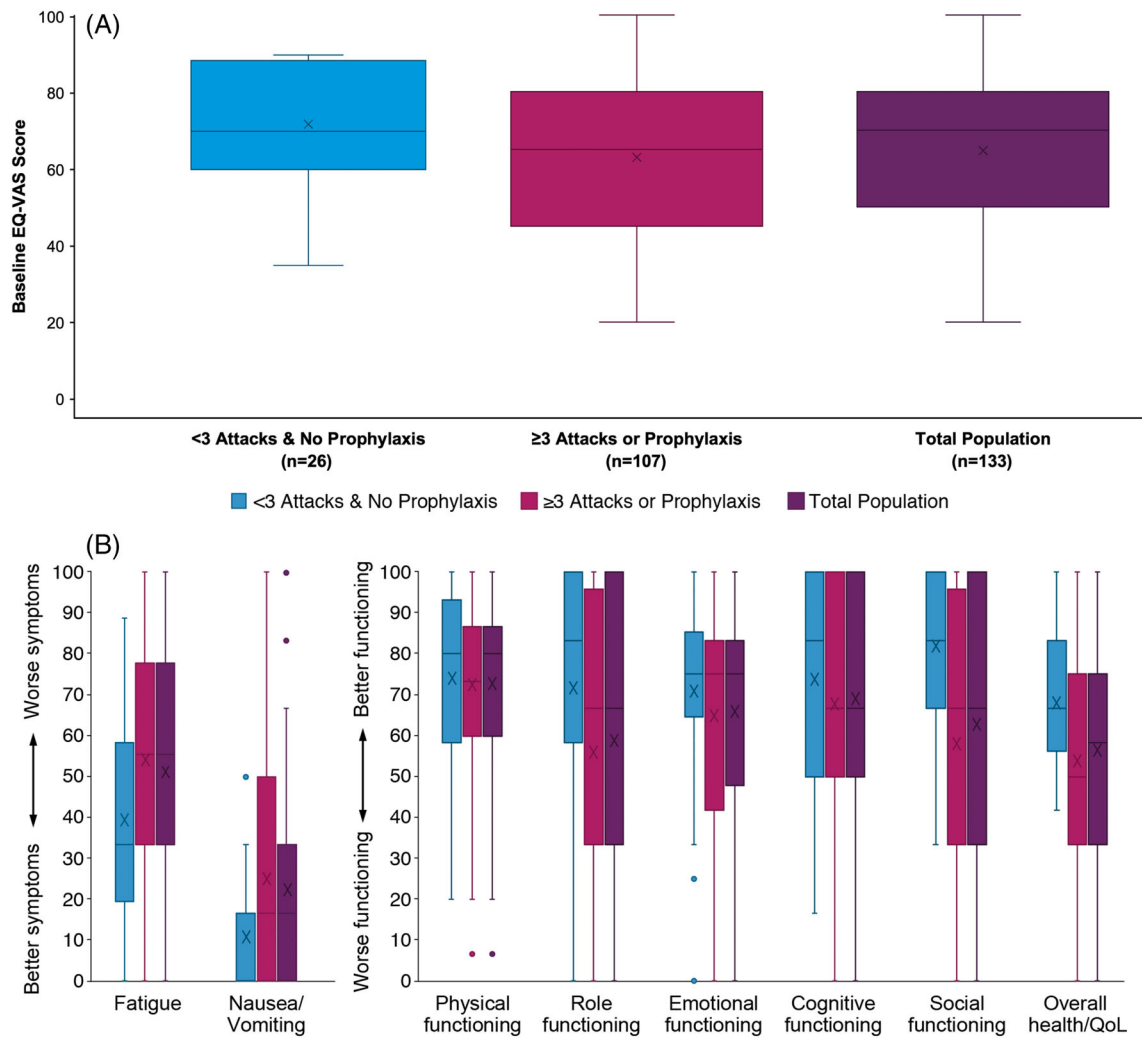 (A)
Baseline EQ-VAS Score
100
80
60
40
20
0
<3 Attacks & No Prophylaxis
(n=26)
≥3 Attacks or Prophylaxis
(n=107)
Total Population
(n=133)
<3 Attacks & No Prophylaxis
≥3 Attacks or Prophylaxis
Total Population
(B)
Better symptoms
Worse symptoms
100
90
80
70
60
50
40
30
20
10
0
Fatigue
Nausea/
Vomiting
Worse functioning
Better functioning
100
90
80
70
60
50
40
30
20
10
0
Physical
functioning
Role
functioning
Emotional
functioning
Cognitive
functioning
Social
functioning
Overall
health/QoL